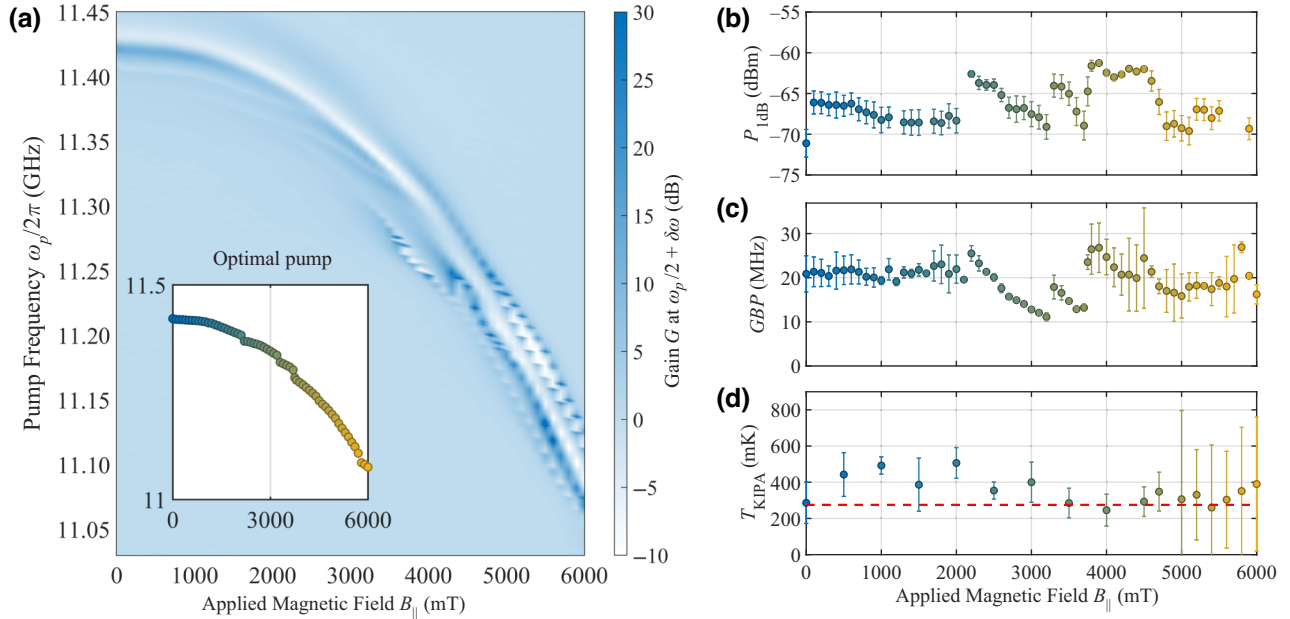 (a)
11.45
11.40
11.35
11.30
11.25
11.20
11.15
11.10
11.05
Pump Frequency ωp/2π (GHz)
0 1000 2000 3000 4000 5000 6000
Applied Magnetic Field B|| (mT)
Optimal pump
11.5
11
0 3000 6000
30
25
20
15
10
5
0
−5
−10
Gain G at ωp/2 + δω (dB)
(b)
−55
−60
−65
−70
−75
P1dB (dBm)
(c)
30
20
10
0
GBP (MHz)
(d)
800
600
400
200
0
TKIPA (mK)
0 1000 2000 3000 4000 5000 6000
Applied Magnetic Field B|| (mT)